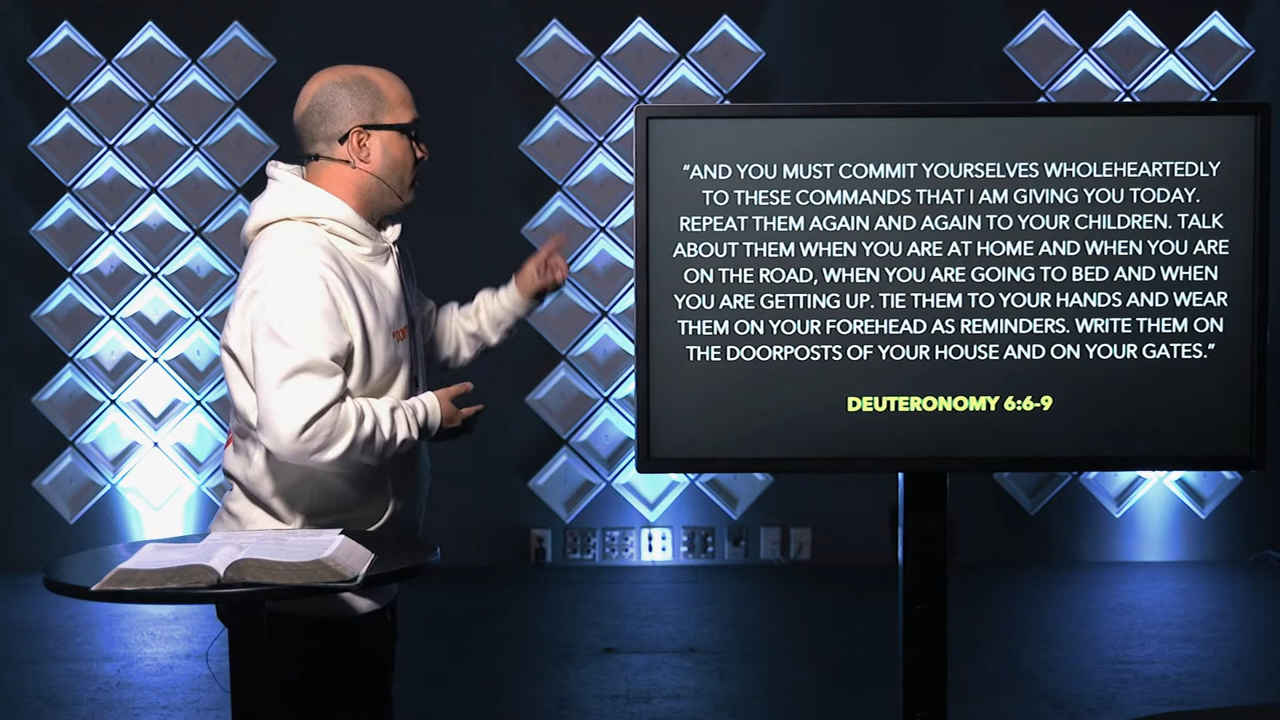 “AND YOU MUST COMMIT YOURSELVES WHOLEHEARTEDLY
TO THESE COMMANDS THAT I AM GIVING YOU TODAY.
REPEAT THEM AGAIN AND AGAIN TO YOUR CHILDREN. TALK
ABOUT THEM WHEN YOU ARE AT HOME AND WHEN YOU ARE
ON THE ROAD, WHEN YOU ARE GOING TO BED AND WHEN
YOU ARE GETTING UP. TIE THEM TO YOUR HANDS AND WEAR
THEM ON YOUR FOREHEAD AS REMINDERS. WRITE THEM ON
THE DOORPOSTS OF YOUR HOUSE AND ON YOUR GATES.”
DEUTERONOMY 6:6-9